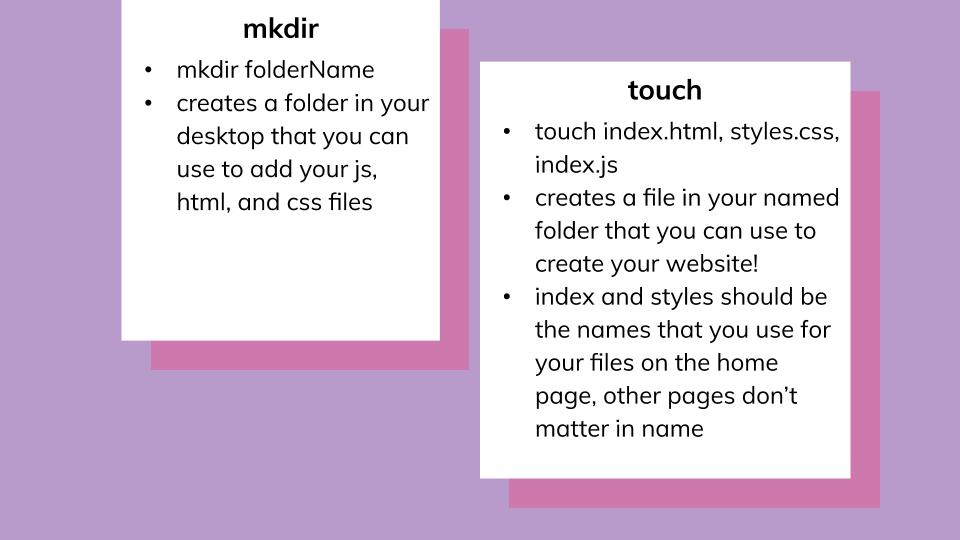 mkdir
• mkdir folderName
• creates a folder in your
desktop that you can
use to add your js,
html, and css files
touch
• touch index.html, styles.css,
index.js
• creates a file in your named
folder that you can use to
create your website!
• index and styles should be
the names that you use for
your files on the home
page, other pages don’t
matter in name